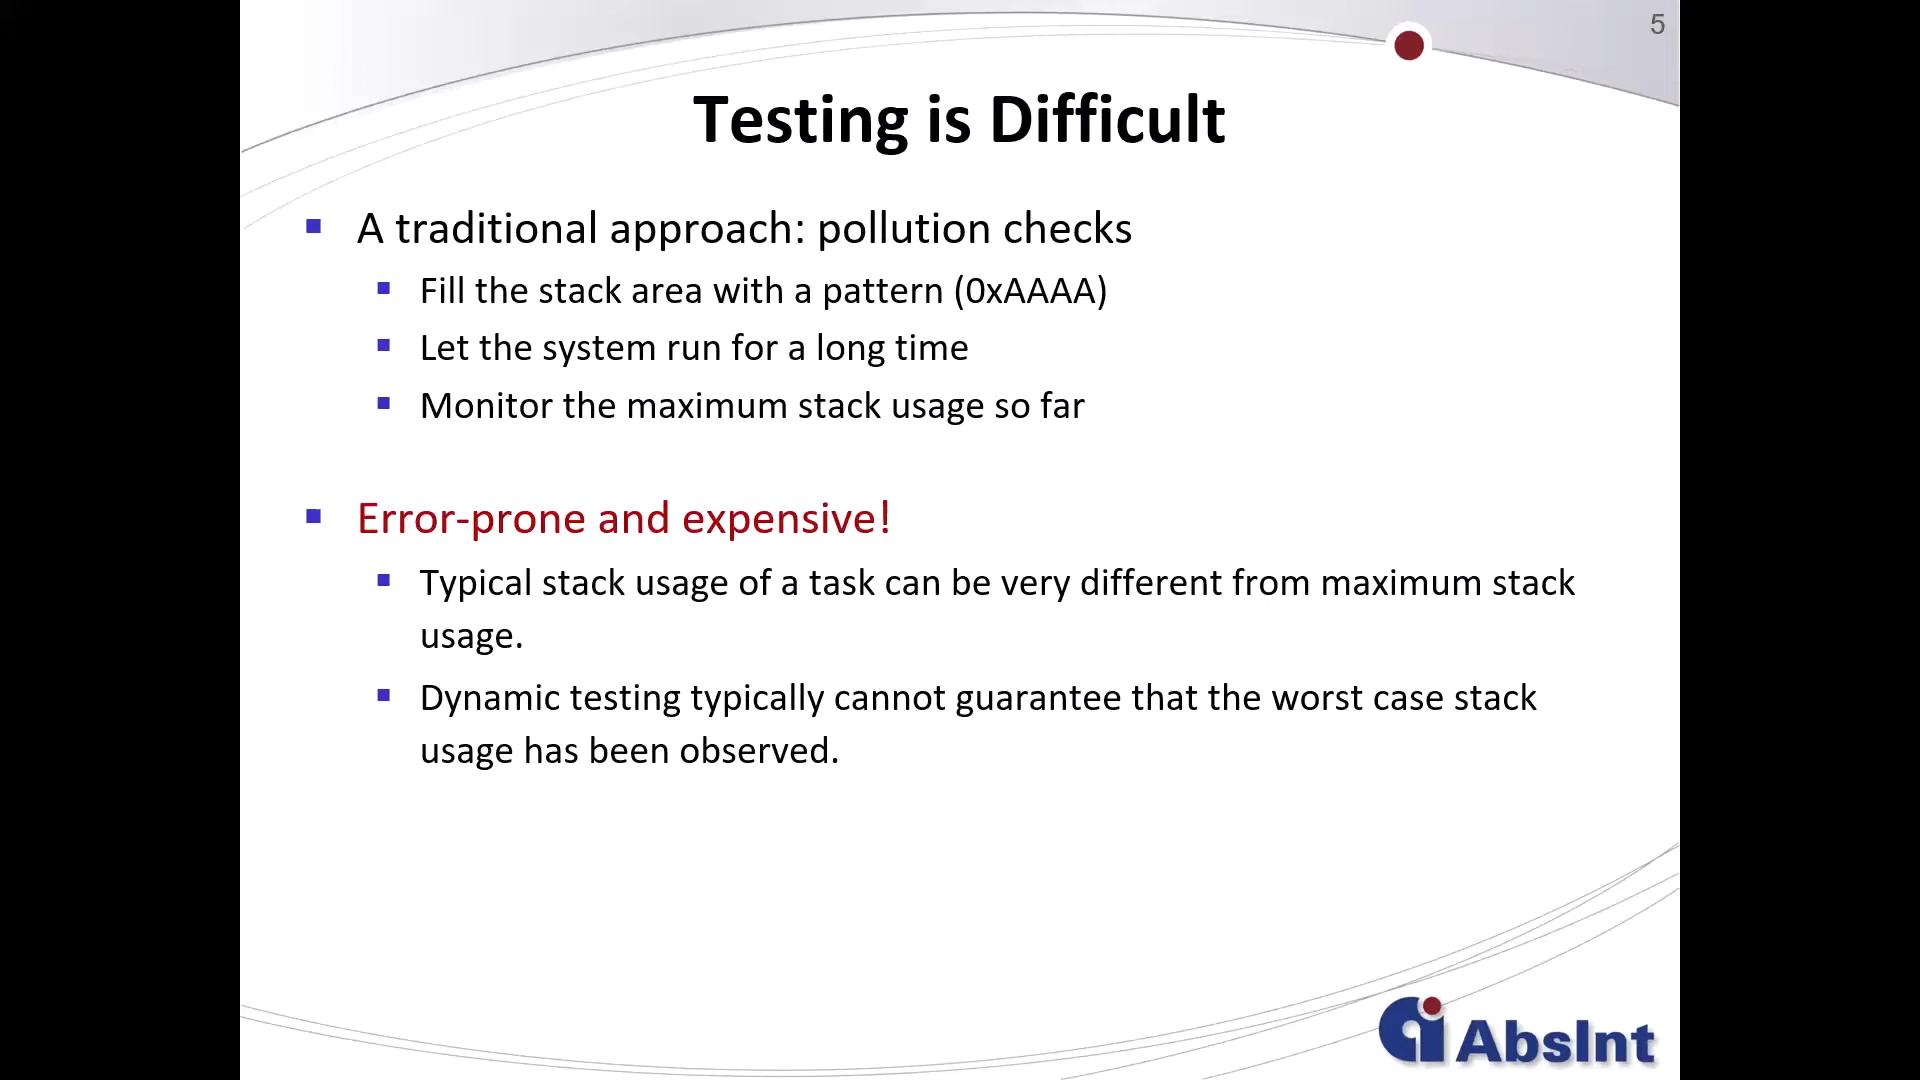 5
Testing is Difficult
A traditional approach: pollution checks
Fill the stack area with a pattern (0xAAAA)
Let the system run for a long time
Monitor the maximum stack usage so far
Error-prone and expensive!
Typical stack usage of a task can be very different from maximum stack
usage.
Dynamic testing typically cannot guarantee that the worst case stack
usage has been observed.
AbsInt